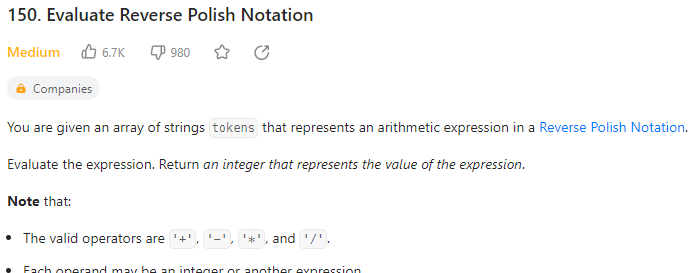 150. Evaluate Reverse Polish Notation
Medium 6.7K 980
Companies
You are given an array of strings tokens that represents an arithmetic expression in a Reverse Polish Notation.
Evaluate the expression. Return an integer that represents the value of the expression.
Note that:
• The valid operators are '+', '-', '*', and '/'.
• Each operand may be an integer or another expression.